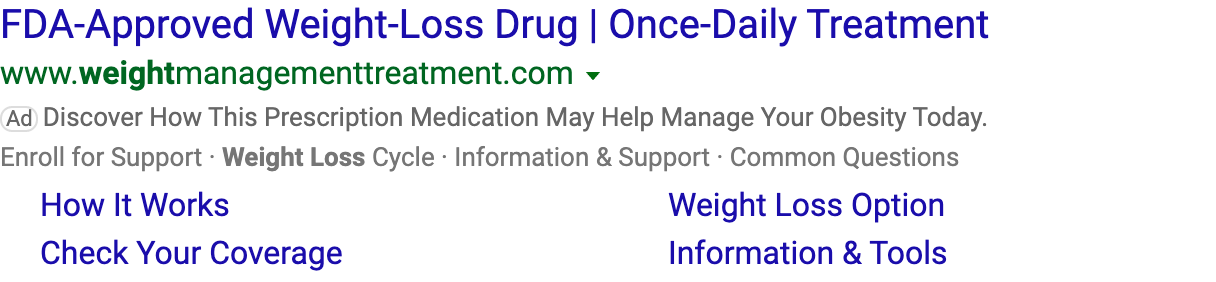 FDA-Approved Weight-Loss Drug | Once-Daily Treatment
www.weightmanagementtreatment.com
Ad Discover How This Prescription Medication May Help Manage Your Obesity Today.
Enroll for Support · Weight Loss Cycle · Information & Support · Common Questions
How It Works Weight Loss Option
Check Your Coverage Information & Tools